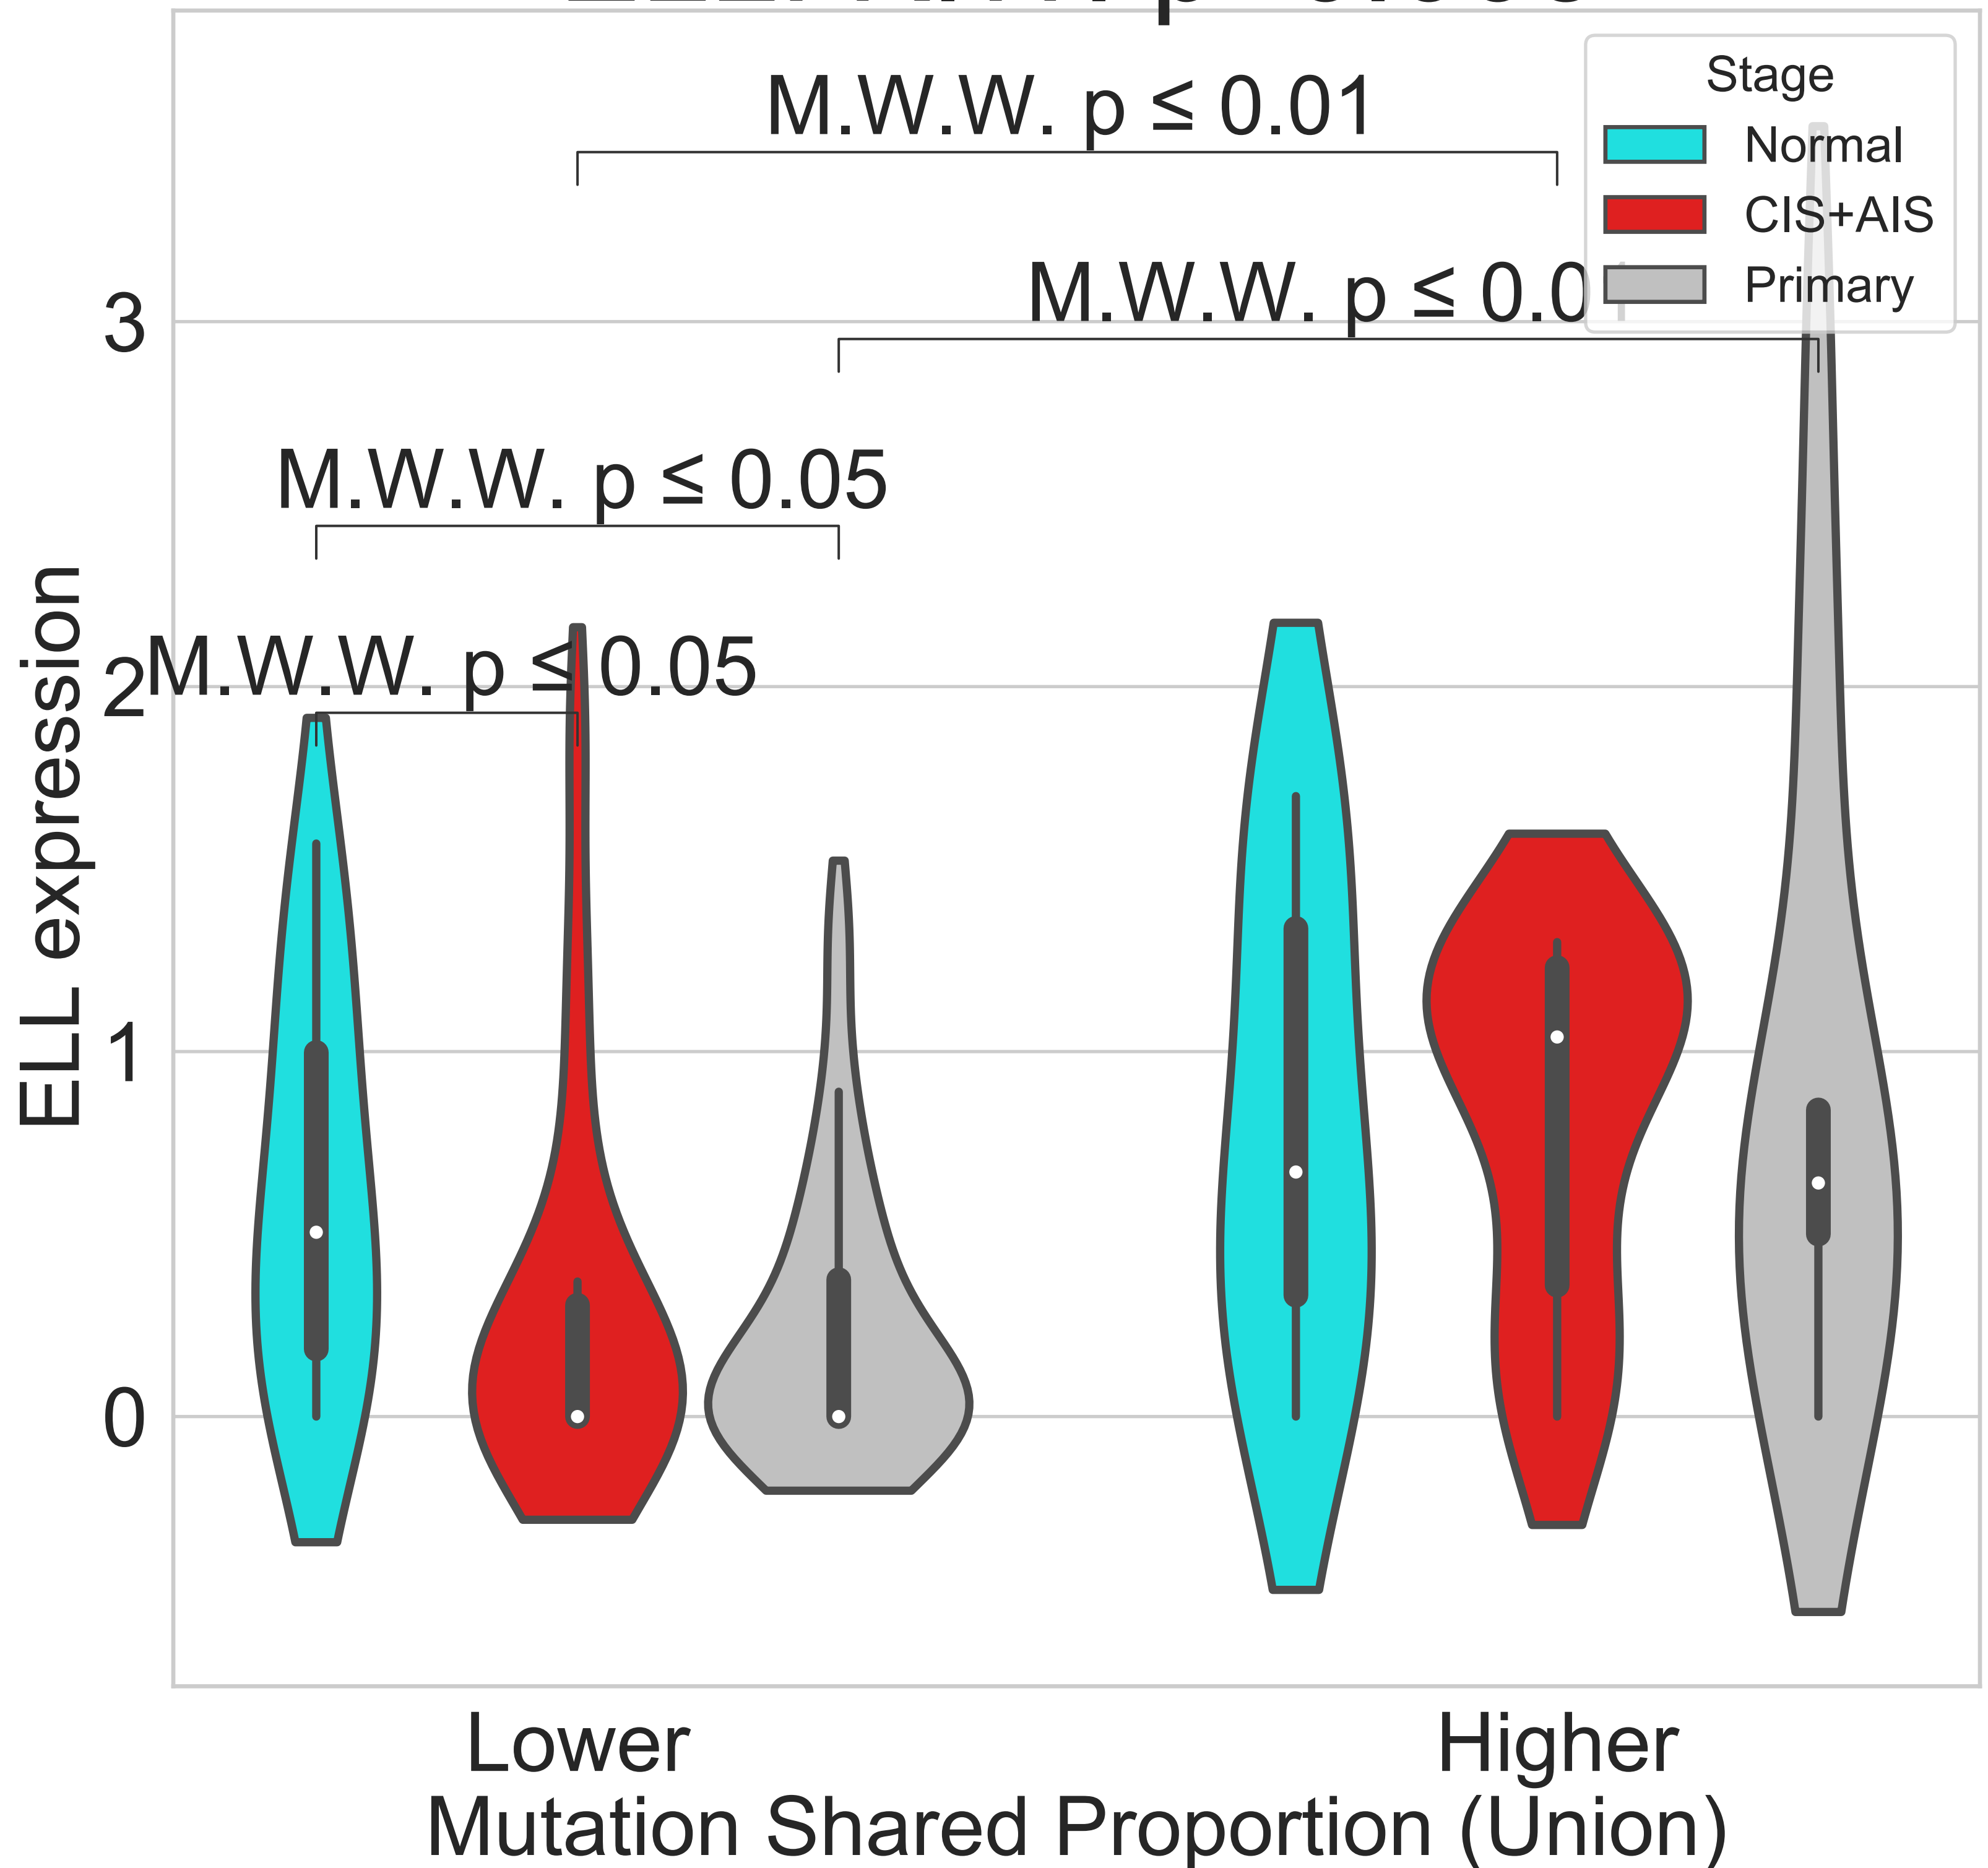 M.W.W. p ≤ 0.01
Stage
Normal
CIS+AIS
Primary
M.W.W. p ≤ 0.01
3
M.W.W. p ≤ 0.05
M.W.W. p ≤ 0.05
2
1
0
ELL expression
Lower
Higher
Mutation Shared Proportion (Union)